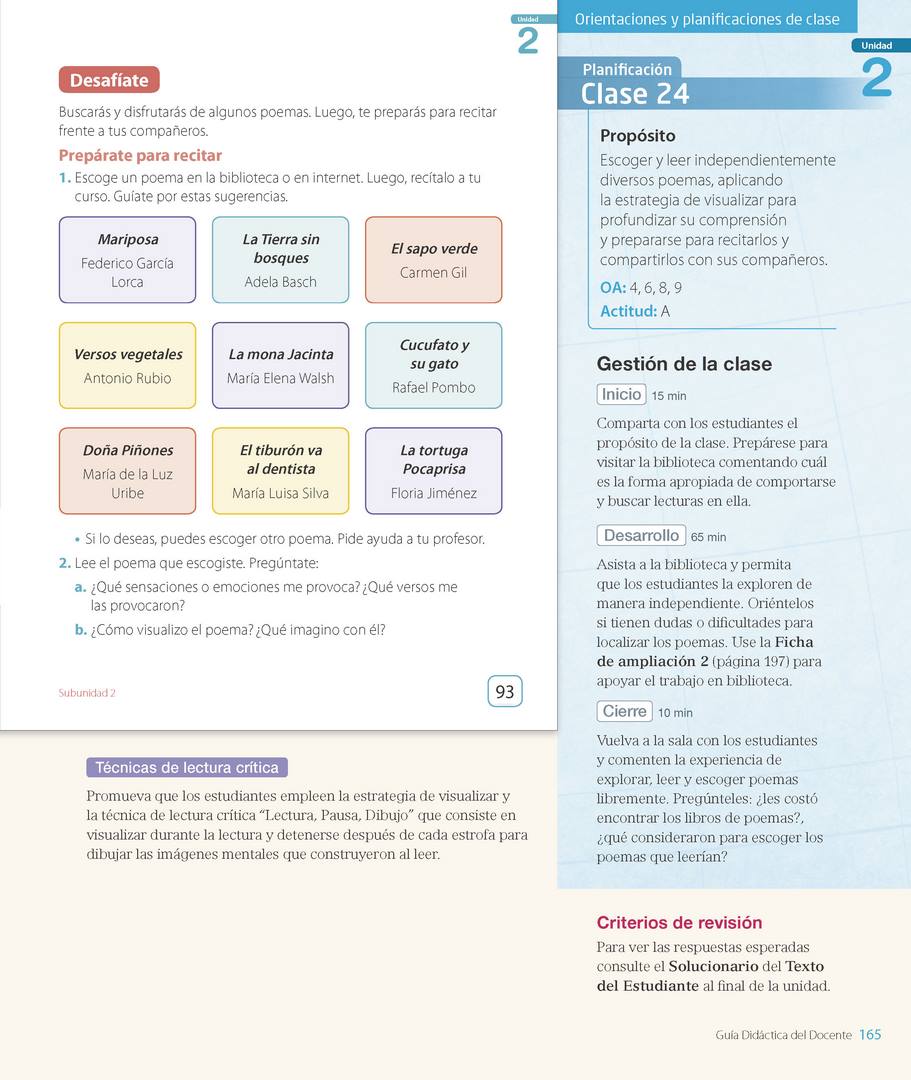 Unidad
2
Desafíate
Buscarás y disfrutarás de algunos poemas. Luego, te preparás para recitar
frente a tus compañeros.
Prepárate para recitar
1. Escoge un poema en la biblioteca o en internet. Luego, recítalo a tu
curso. Guíate por estas sugerencias.
Mariposa
Federico García
Lorca
La Tierra sin
bosques
Adela Basch
El sapo verde
Carmen Gil
Versos vegetales
Antonio Rubio
La mona Jacinta
María Elena Walsh
Cucufato y
su gato
Rafael Pombo
Doña Piñones
María de la Luz
Uribe
El tiburón va
al dentista
María Luisa Silva
La tortuga
Pocaprisa
Floria Jiménez
• Si lo deseas, puedes escoger otro poema. Pide ayuda a tu profesor.
2. Lee el poema que escogiste. Pregúntate:
a. ¿Qué sensaciones o emociones me provoca? ¿Qué versos me
las provocaron?
b. ¿Cómo visualizo el poema? ¿Qué imagino con él?
Subunidad 2
93
Técnicas de lectura crítica
Promueva que los estudiantes empleen la estrategia de visualizar y
la técnica de lectura crítica “Lectura, Pausa, Dibujo” que consiste en
visualizar durante la lectura y detenerse después de cada estrofa para
dibujar las imágenes mentales que construyeron al leer.
Orientaciones y planificaciones de clase
Unidad
2
Planificación
Clase 24
Propósito
Escoger y leer independientemente
diversos poemas, aplicando
la estrategia de visualizar para
profundizar su comprensión
y prepararse para recitarlos y
compartirlos con sus compañeros.
OA: 4, 6, 8, 9
Actitud: A
Gestión de la clase
Inicio 15 min
Comparta con los estudiantes el
propósito de la clase. Prepárese para
visitar la biblioteca comentando cuál
es la forma apropiada de comportarse
y buscar lecturas en ella.
Desarrollo 65 min
Asista a la biblioteca y permita
que los estudiantes la exploren de
manera independiente. Oriéntelos
si tienen dudas o dificultades para
localizar los poemas. Use la Ficha
de ampliación 2 (página 197) para
apoyar el trabajo en biblioteca.
Cierre 10 min
Vuelva a la sala con los estudiantes
y comenten la experiencia de
explorar, leer y escoger poemas
libremente. Pregúnteles: ¿les costó
encontrar los libros de poemas?,
¿qué consideraron para escoger los
poemas que leerían?
Criterios de revisión
Para ver las respuestas esperadas
consulte el Solucionario del Texto
del Estudiante al final de la unidad.
Guía Didáctica del Docente 165